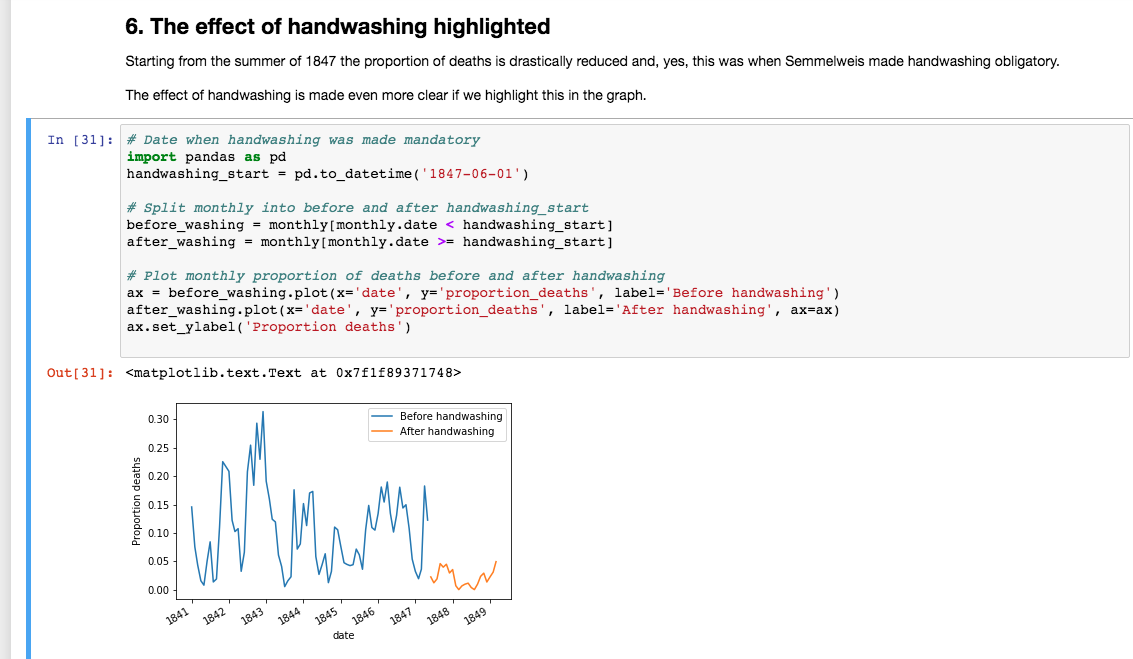 6. The effect of handwashing highlighted
Starting from the summer of 1847 the proportion of deaths is drastically reduced and, yes, this was when Semmelweis made handwashing obligatory.
The effect of handwashing is made even more clear if we highlight this in the graph.
In [31]:
# Date when handwashing was made mandatory
import pandas as pd
handwashing_start = pd.to_datetime('1847-06-01')
# Split monthly into before and after handwashing_start
before_washing = monthly[monthly.date < handwashing_start]
after_washing = monthly[monthly.date >= handwashing_start]
# Plot monthly proportion of deaths before and after handwashing
ax = before_washing.plot(x='date', y='proportion_deaths', label='Before handwashing')
after_washing.plot(x='date', y='proportion_deaths', label='After handwashing', ax=ax)
ax.set_ylabel('Proportion deaths')
Out[31]: <matplotlib.text.Text at 0x7f1f89371748>
Before handwashing
After handwashing
Proportion deaths
0.30
0.25
0.20
0.15
0.10
0.05
0.00
1841 1842 1843 1844 1845 1846 1847 1848 1849
date